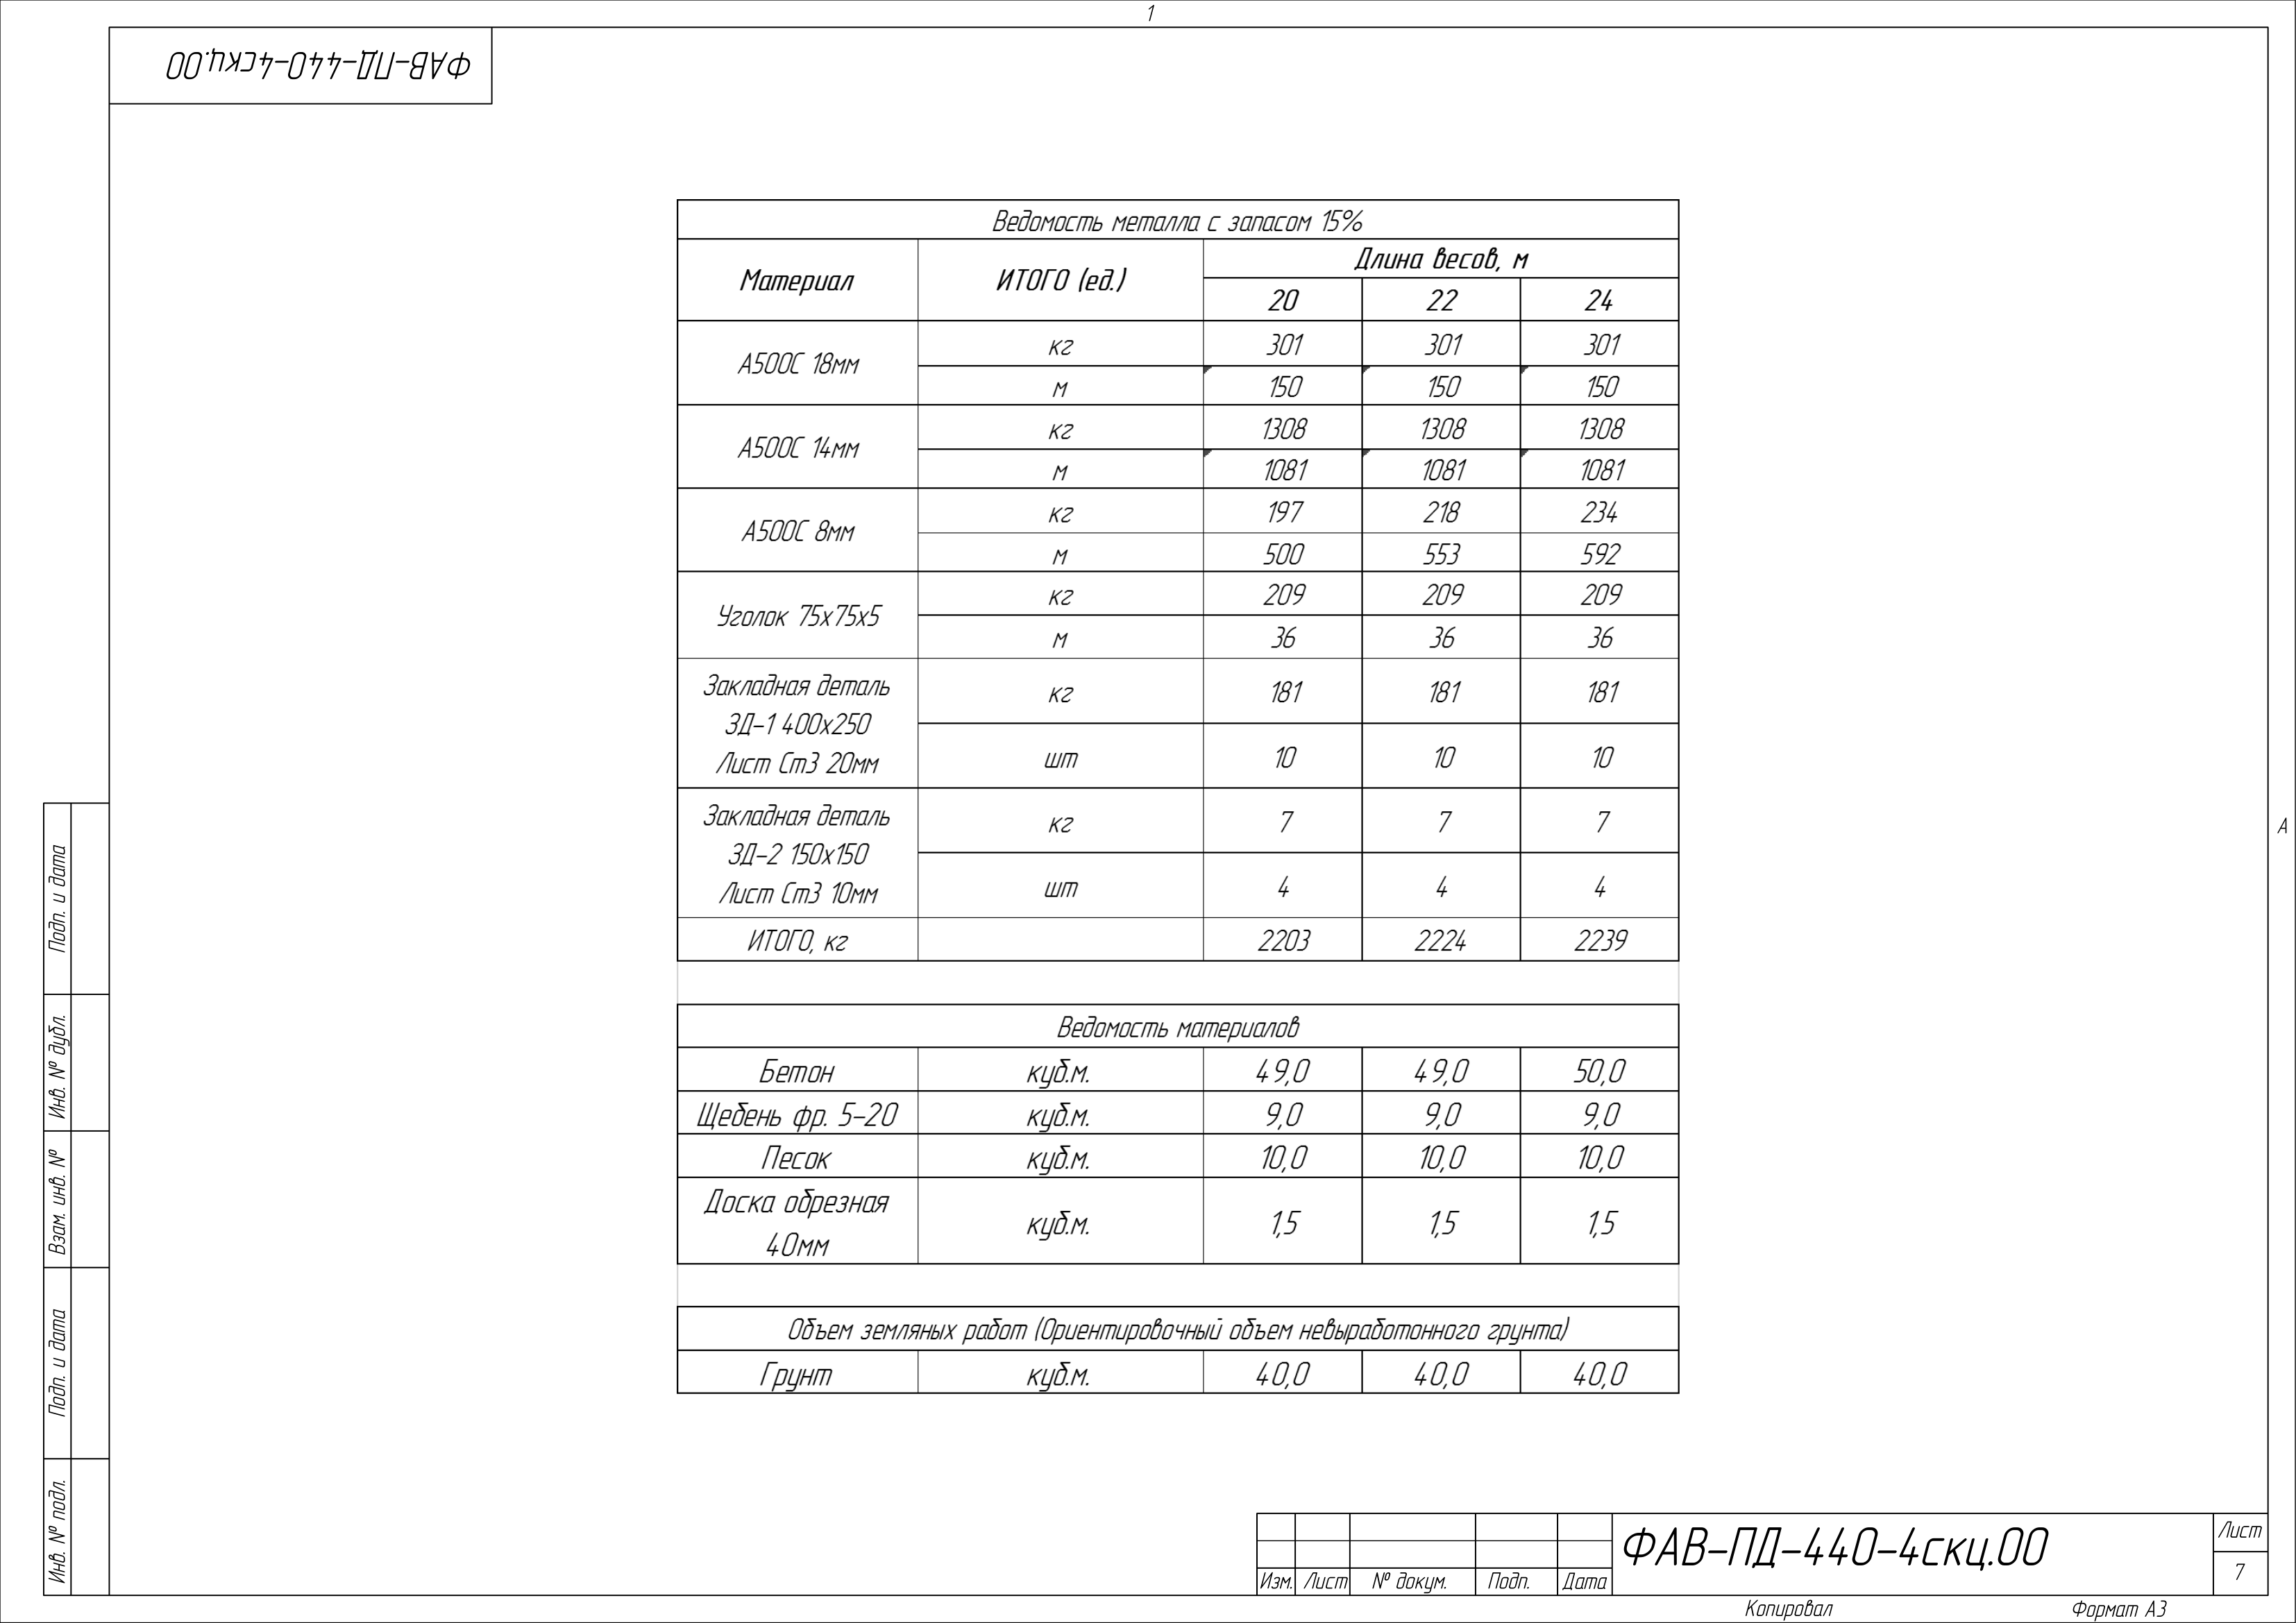 1
ФАВ-ПД-440-4скц.00
Ведомость металла с запасом 15%
Материал ИТОГО (ед.) Длина весов, м
20 22 24
А500С 18мм кг 301 301 301
м 150 150 150
А500С 14мм кг 1308 1308 1308
м 1081 1081 1081
А500С 8мм кг 197 218 234
м 500 553 592
Уголок 75х75х5 кг 209 209 209
м 36 36 36
Закладная деталь
ЗД-1 400х250
Лист Ст3 20мм
кг 181 181 181
шт 10 10 10
Закладная деталь
ЗД-2 150х150
Лист Ст3 10мм
кг 7 7 7
шт 4 4 4
ИТОГО, кг 2203 2224 2239
Ведомость материалов
Бетон куб.м. 49,0 49,0 50,0
Щебень фр. 5-20 куб.м. 9,0 9,0 9,0
Песок куб.м. 10,0 10,0 10,0
Доска обрезная
40мм
куб.м. 1,5 1,5 1,5
Объем земляных работ (Ориентировочный объем невыработонного грунта)
Грунт куб.м. 40,0 40,0 40,0
А
Подп. и дата
Инв. № дубл.
Взам. инв. №
Подп. и дата
Инв. № подл.
Изм. Лист № докум. Подп. Дата
ФАВ-ПД-440-4скц.00
Лист
7
Копировал Формат А3